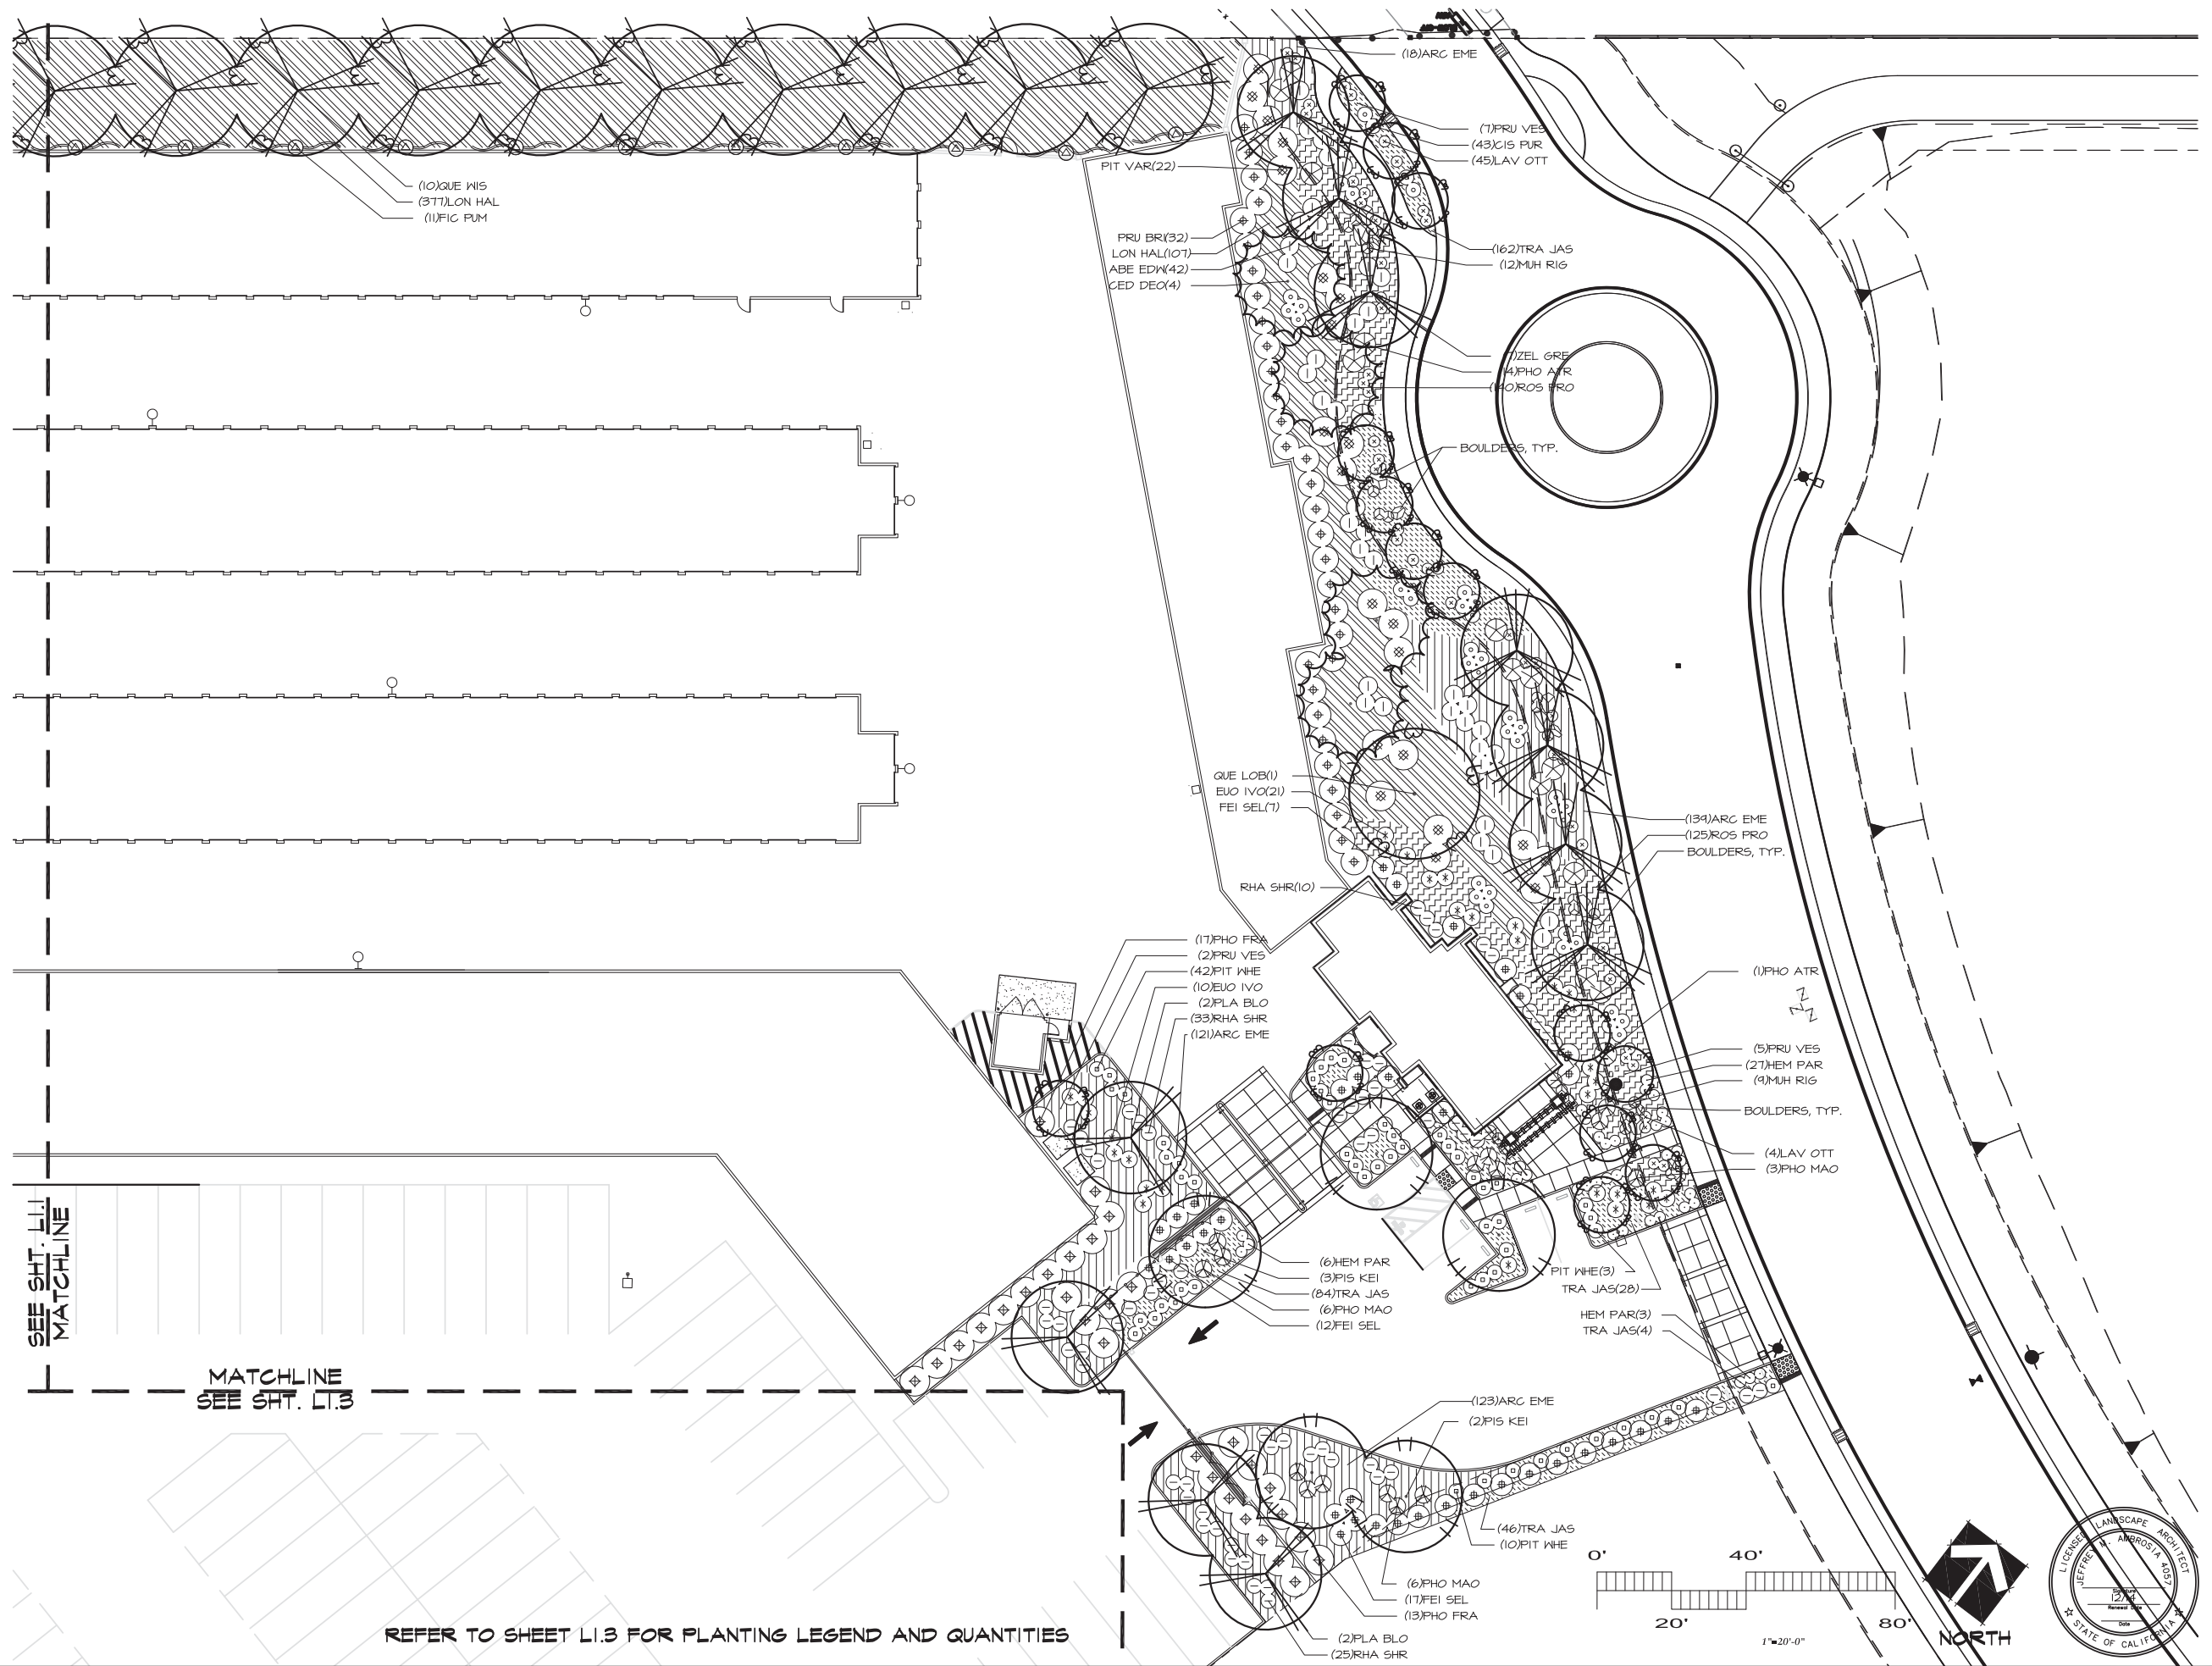 (18)ARC EME
(7)PRU VES
(43)CIS PUR
(45)LAV OTT
PIT VAR(22)
(10)QUE WIS
(377)LON HAL
(11)FIC PUM
PRU BRI(32)
LON HAL(107)
ABE EDW(42)
CED DEO(4)
(162)TRA JAS
(12)MUH RIG
ZEL GRE
PHO ATR
ROS PRO
BOULDERS, TYP.
QUE LOB(1)
EUO IVO(21)
FEI SEL(7)
(139)ARC EME
(125)ROS PRO
BOULDERS, TYP.
RHA SHR(10)
(17)PHO FRA
(2)PRU VES
(42)PIT WHE
(10)EUO IVO
(2)PLA BLO
(33)RHA SHR
(121)ARC EME
(1)PHO ATR
Z
Z
Z
(5)PRU VES
(27)HEM PAR
(9)MUH RIG
BOULDERS, TYP.
(4)LAV OTT
(3)PHO MAO
(6)HEM PAR
(3)PIS KEI
(84)TRA JAS
(6)PHO MAO
(12)FEI SEL
PIT WHE(3)
TRA JAS(28)
HEM PAR(3)
TRA JAS(4)
SEE SHT. L1.1
MATCHLINE
MATCHLINE
SEE SHT. L1.3
(123)ARC EME
(2)PIS KEI
(46)TRA JAS
(10)PIT WHE
(6)PHO MAO
(17)FEI SEL
(13)PHO FRA
(2)PLA BLO
(25)RHA SHR
REFER TO SHEET L1.3 FOR PLANTING LEGEND AND QUANTITIES
0' 40'
20' 80'
1"=20'-0"
NORTH
LICENSED LANDSCAPE ARCHITECT
JEFFREY M. AMBROSIA 4057
Signature
Renewal Date
Date
STATE OF CALIFORNIA